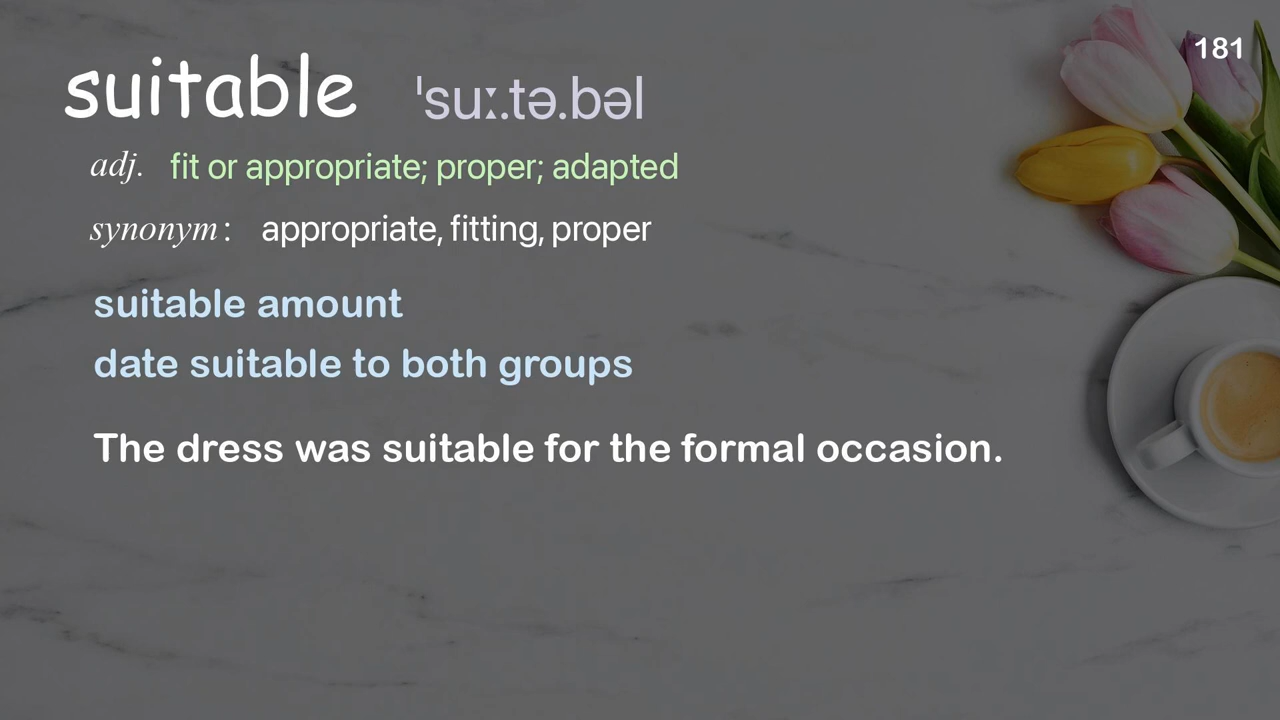 181
suitable ˈsuː.tə.bəl
adj. fit or appropriate; proper; adapted
synonym : appropriate, fitting, proper
suitable amount
date suitable to both groups
The dress was suitable for the formal occasion.